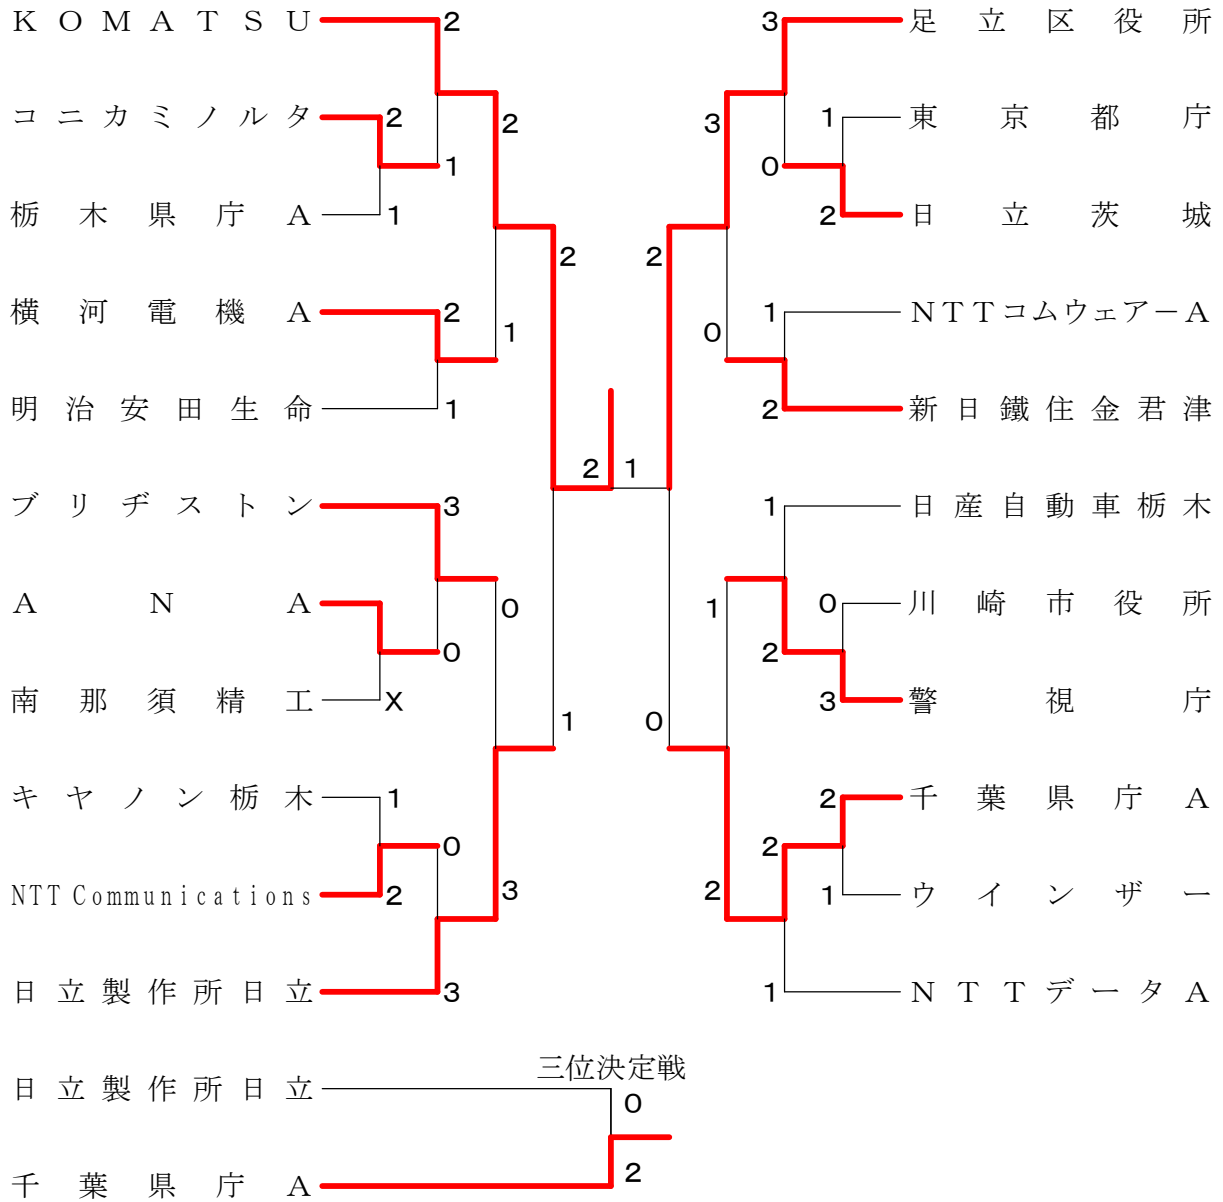 KOMATSU 2 3 足立区役所
コニカミノルタ 2 2 3 1 東京都庁
1 0
栃木県庁A 1 2 日立茨城
2 2
横河電機A 2 1 NTTコムウェアーA
1 0
明治安田生命 1 2 新日鐵住金君津
2 1
ブリヂストン 3 1 日産自動車栃木
ANA 0 1 0 川崎市役所
0 2
南那須精工 X 3 警視庁
1 0
キヤノン栃木 1 2 千葉県庁A
0 2
NTT Communications 2 3 2 1 ウインザー
日立製作所日立 3 1 NTTデータA
三位決定戦
日立製作所日立
0
2
千葉県庁A